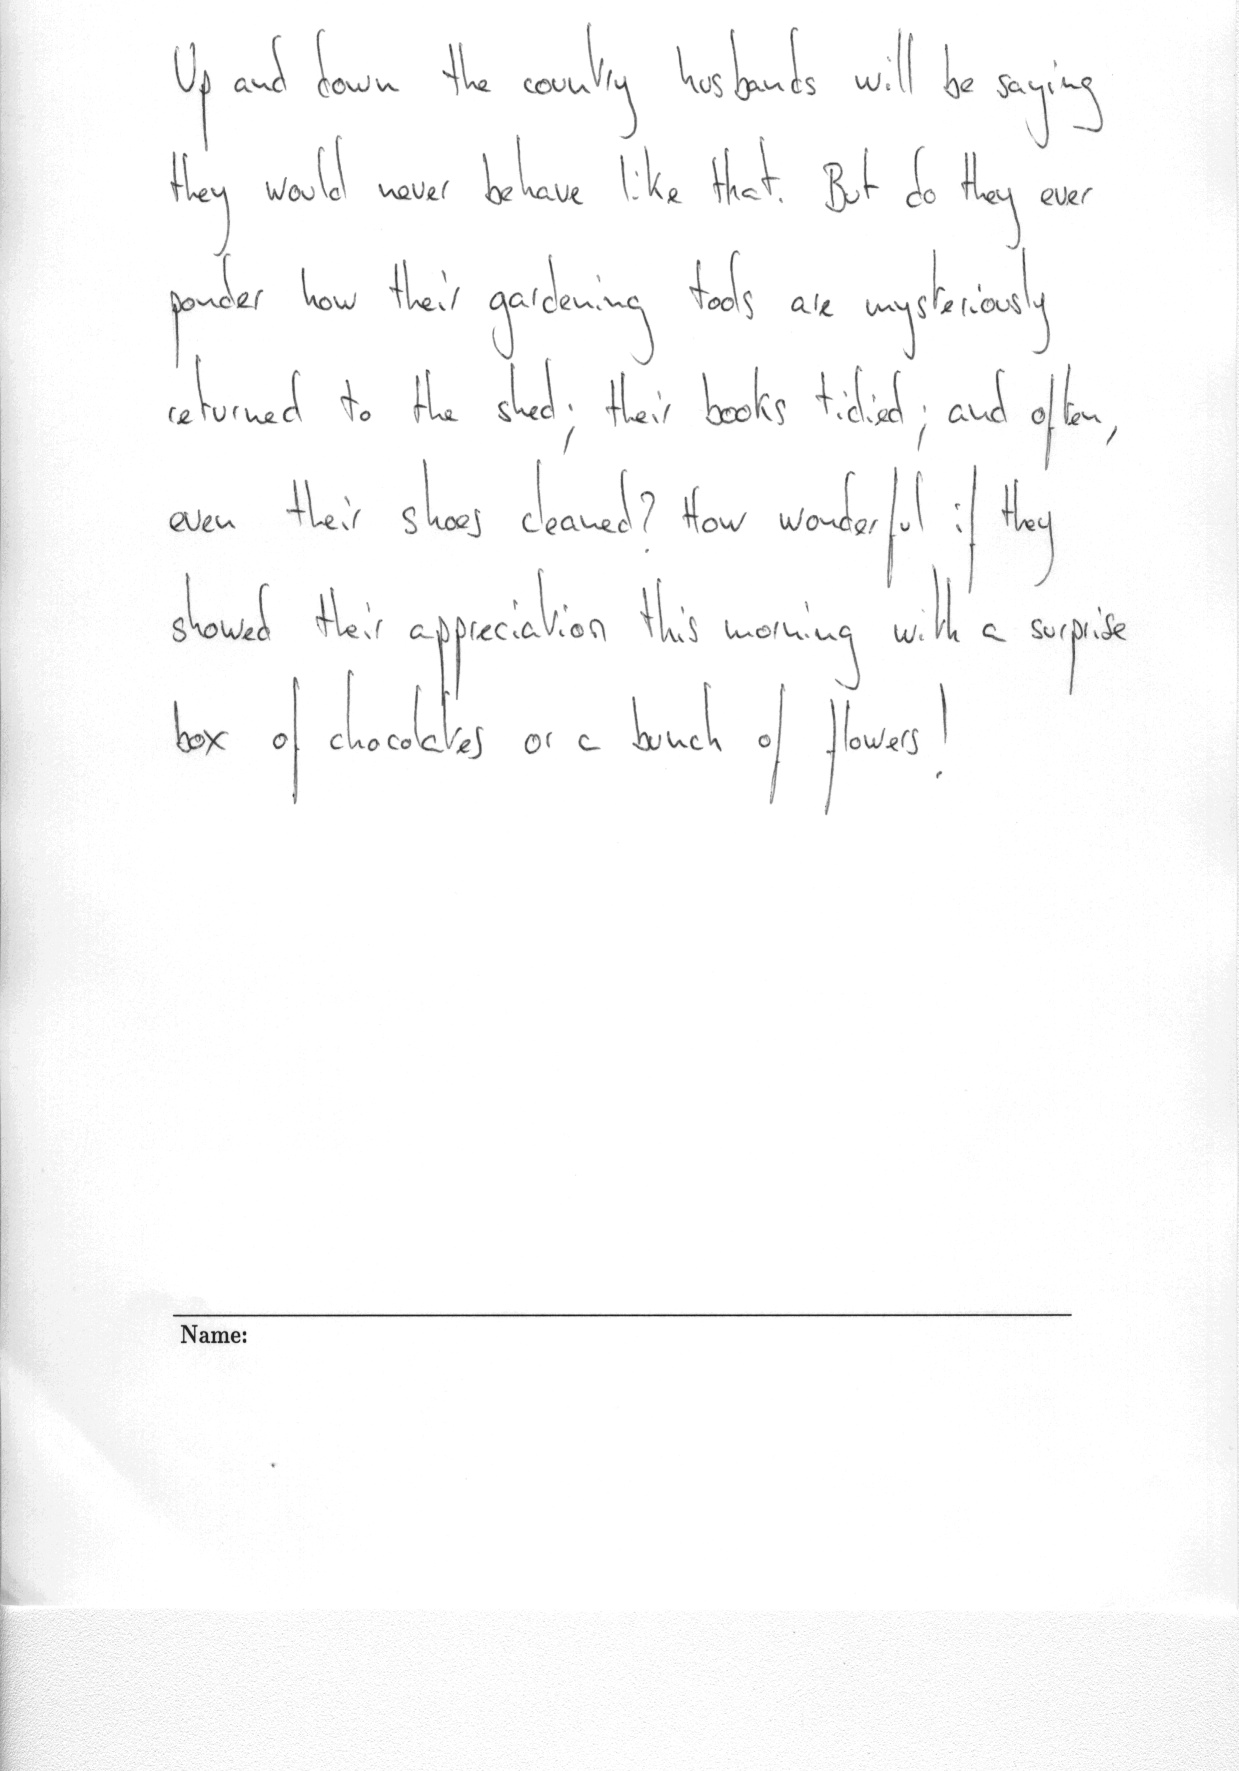 Up and down the country husbands will be saying
they would never behave like that. But do they ever
ponder how their gardening tools are mysteriously
returned to the shed; their books tidied; and often,
even their shoes cleaned? How wonderful if they
showed their appreciation this morning with a surprise
box of chocolates or a bunch of flowers!
Name: